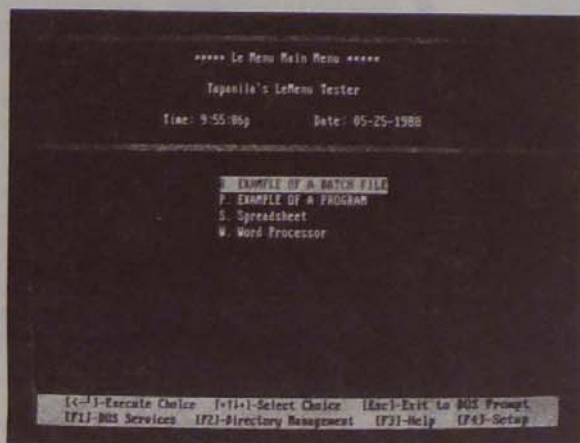 ***** Le Menu Main Menu *****
Tapanila's LeMenu Tester
Time: 9:55:06p Date: 05-25-1988
B. EXAMPLE OF A BATCH FILE
P. EXAMPLE OF A PROGRAM
S. Spreadsheet
W. Word Processor
[<─┘]-Execute Choice [↑↓]-Select Choice [Esc]-Exit to DOS Prompt
[F1]-DOS Services [F2]-Directory Management [F3]-Help [F4]-Setup